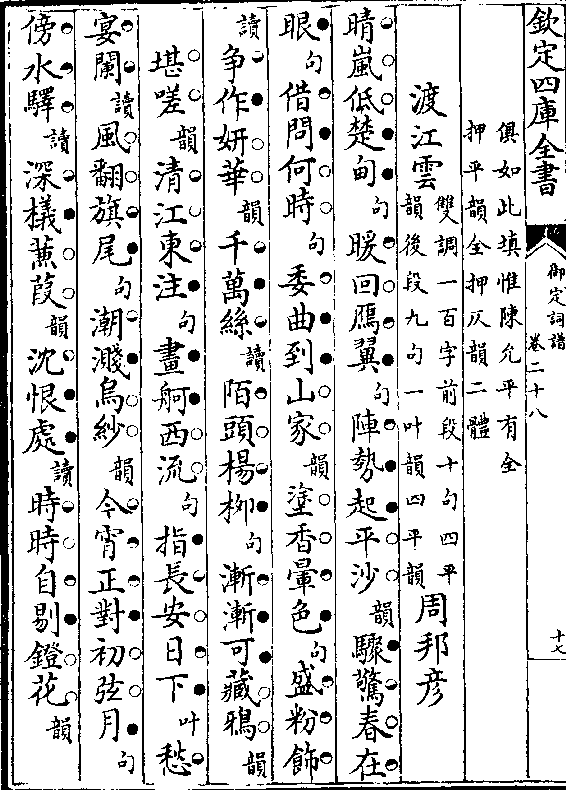 欽定四庫全書
御定詞譜
卷二十八
十七
俱如此填惟陳允平有全
押平韻全押仄韻二體
渡江雲
雙調一百字前段十句四平
韻後段九句一叶韻四平韻
周邦彥
晴嵐低楚甸句暖回鴈翼句陣勢起平沙韻驟驚春在
眼句借問何時句委曲到山家韻塗香暈色句盛粉飾
讀爭作妍華韻千萬絲讀陌頭楊柳句漸漸可藏鴉韻
堪嗟韻清江東注句畫舸西流句指長安日下叶愁
宴闌讀風翻旗尾句潮濺烏紗韻今宵正對初弦月句
傍水驛讀深檥蒹葭韻沈恨處讀時時自剔鐙花韻